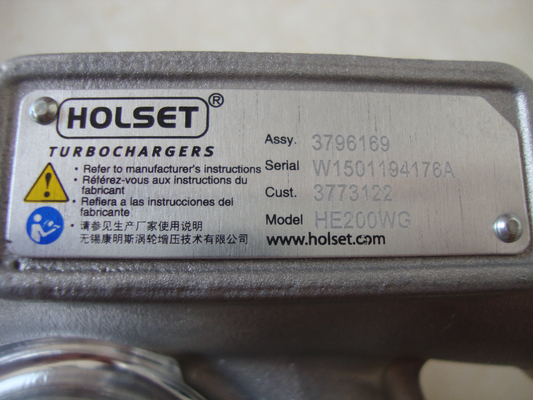 HOLSET®
TURBOCHARGERS
• Refer to manufacturer's instructions
• Référez-vous aux instructions du
fabricant
• Refiera a las instrucciones del
fabricante
• 请参见生产厂家使用说明
无锡康明斯涡轮增压技术有限公司
Assy. 3796169
Serial W1501194176A
Cust. 3773122
Model HE200WG
www.holset.com